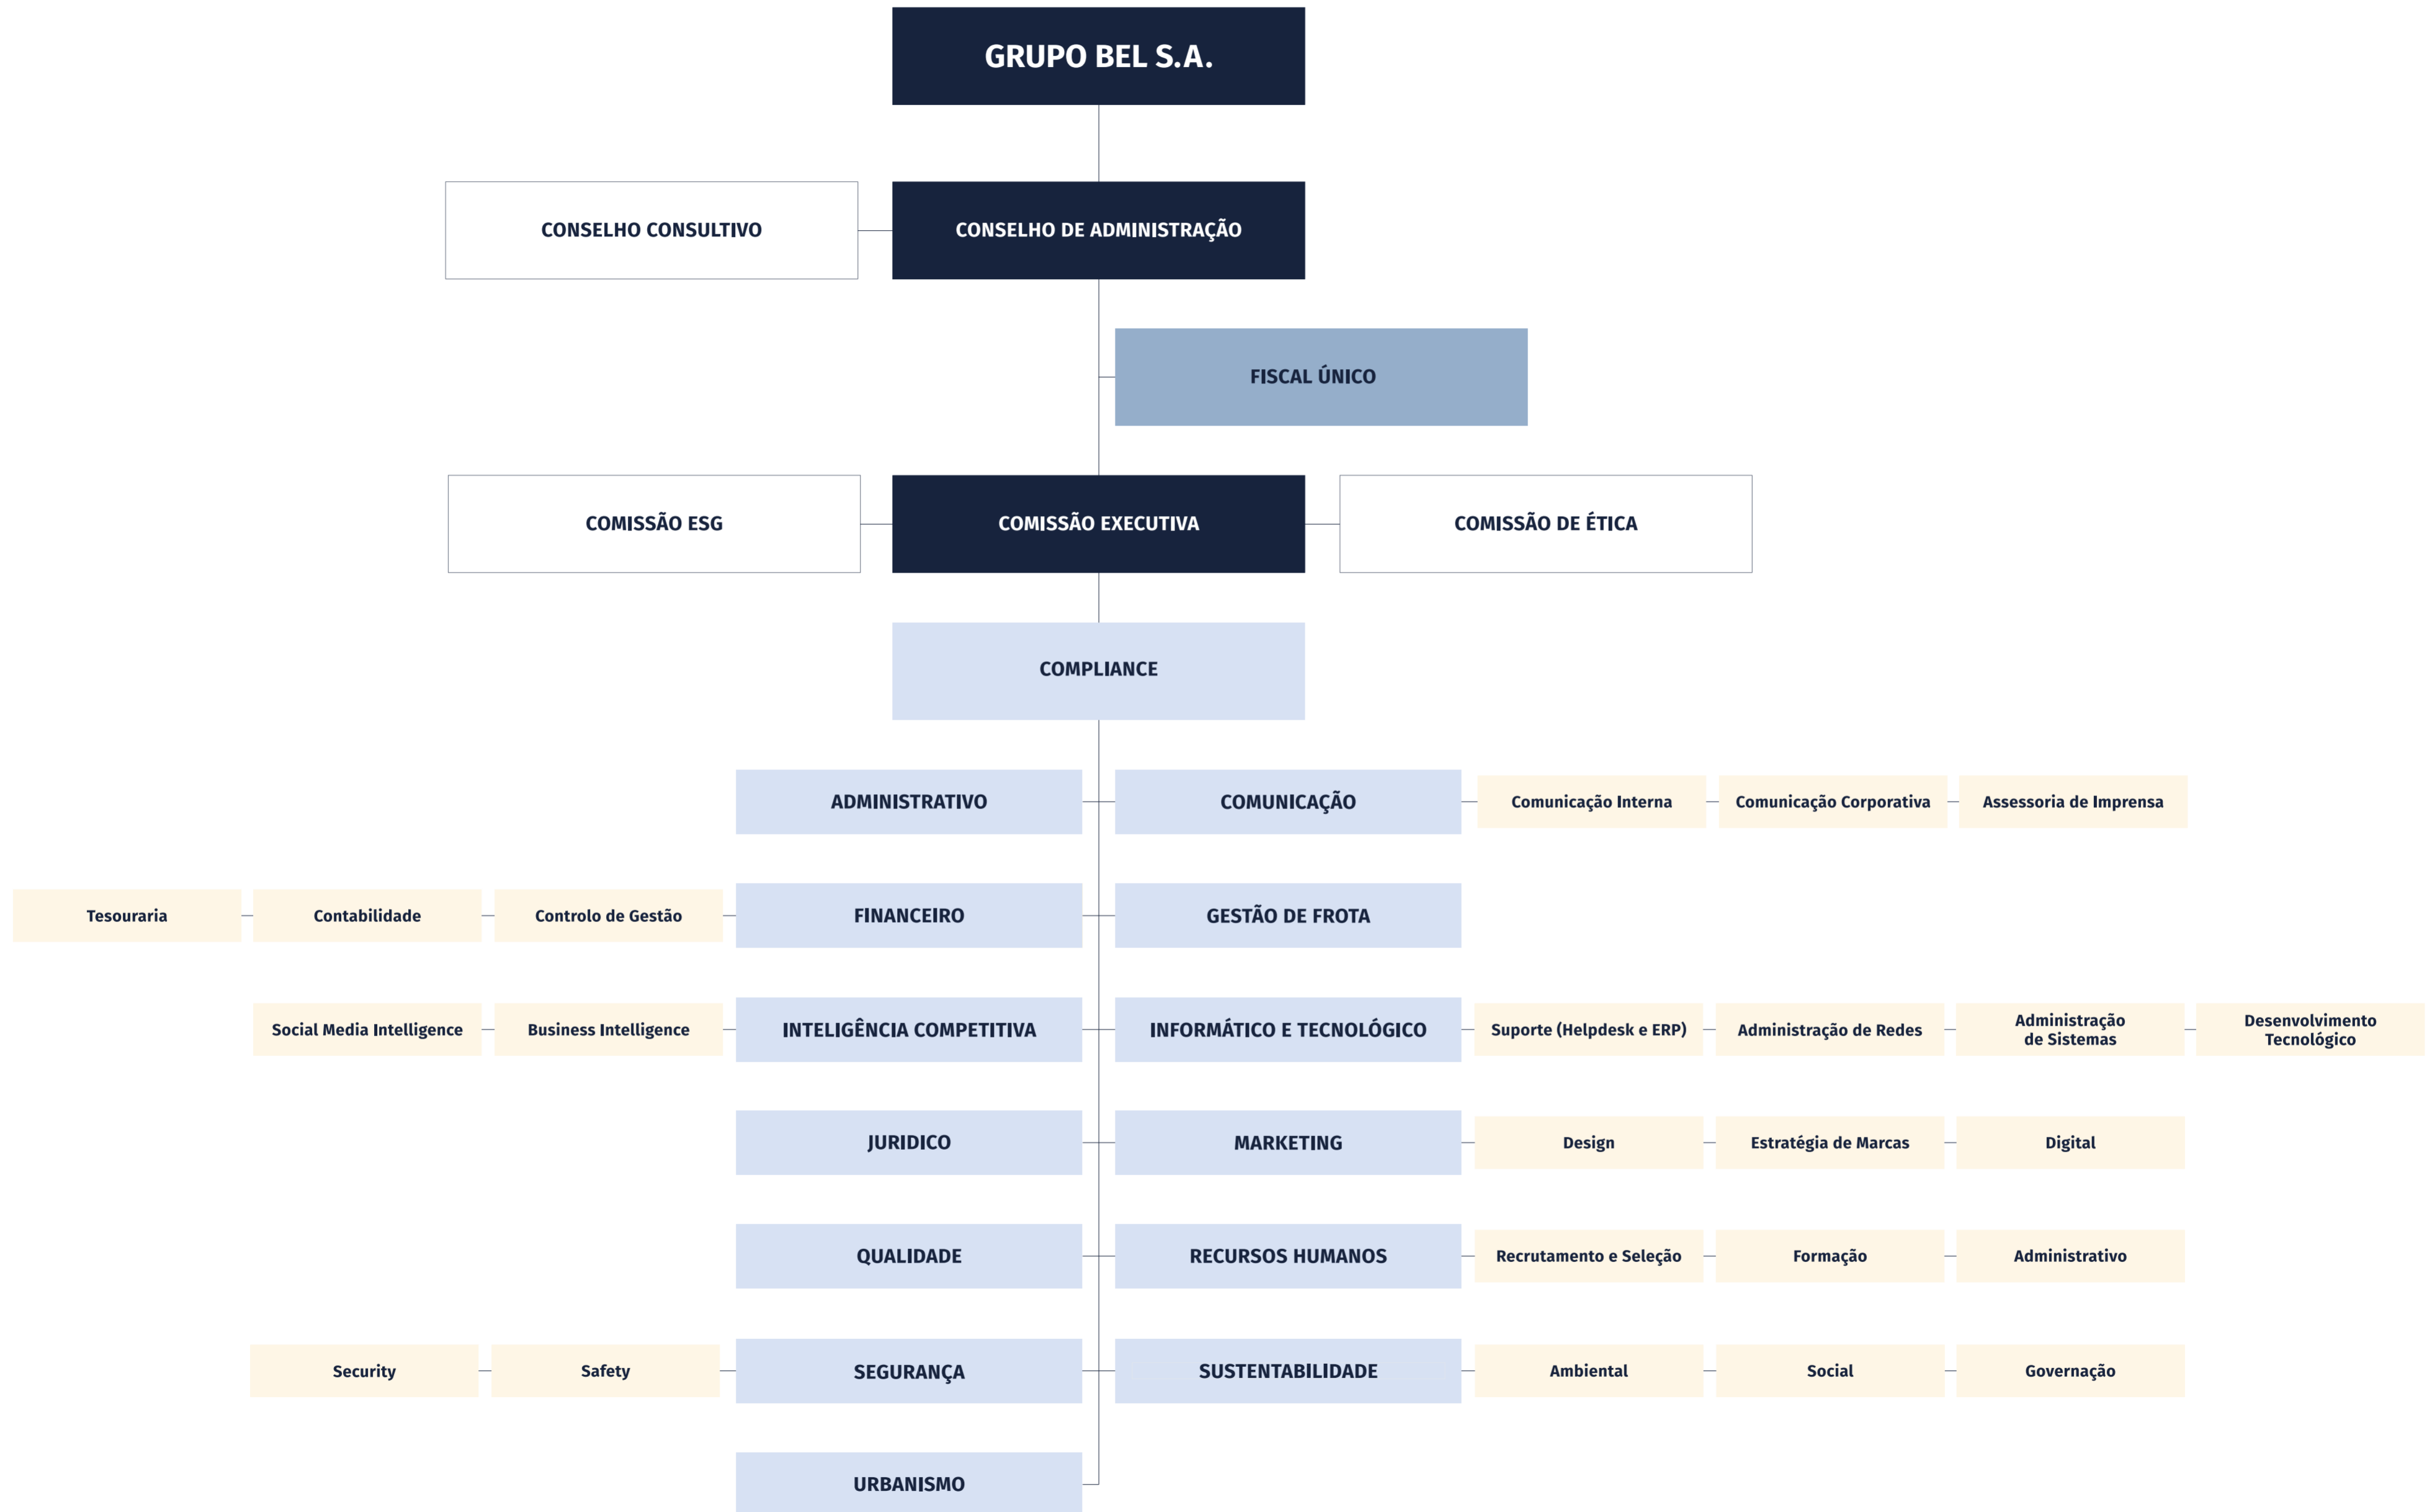 GRUPO BEL S.A.
CONSELHO CONSULTIVO
CONSELHO DE ADMINISTRAÇÃO
FISCAL ÚNICO
COMISSÃO ESG
COMISSÃO EXECUTIVA
COMISSÃO DE ÉTICA
COMPLIANCE
ADMINISTRATIVO
COMUNICAÇÃO
Comunicação Interna
Comunicação Corporativa
Assessoria de Imprensa
Tesouraria
Contabilidade
Controlo de Gestão
FINANCEIRO
GESTÃO DE FROTA
Social Media Intelligence
Business Intelligence
INTELIGÊNCIA COMPETITIVA
INFORMÁTICO E TECNOLÓGICO
Suporte (Helpdesk e ERP)
Administração de Redes
Administração
de Sistemas
Desenvolvimento
Tecnológico
JURIDICO
MARKETING
Design
Estratégia de Marcas
Digital
QUALIDADE
RECURSOS HUMANOS
Recrutamento e Seleção
Formação
Administrativo
Security
Safety
SEGURANÇA
SUSTENTABILIDADE
Ambiental
Social
Governação
URBANISMO